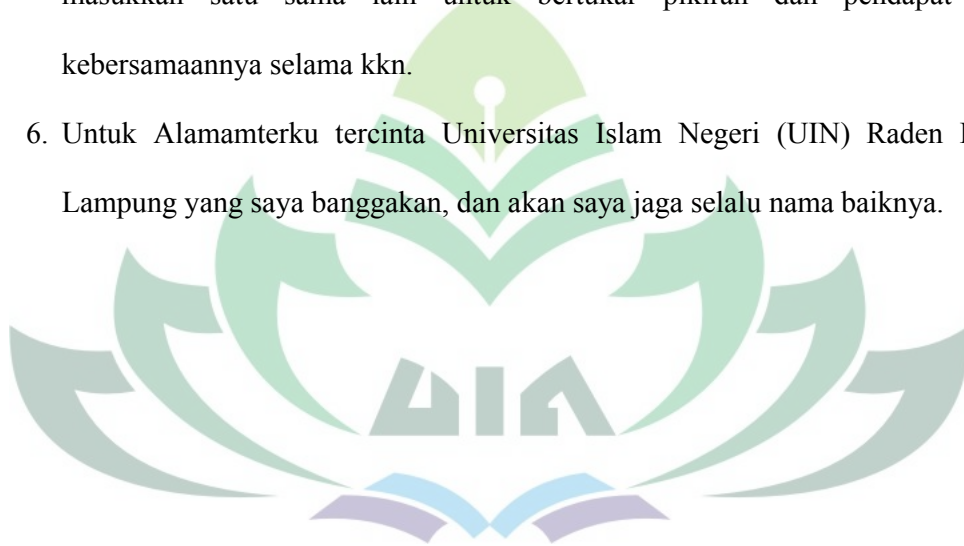 masukkan satu sama lain untuk bertukar pikiran dan pendapat
kebersamaannya selama kkn.
6. Untuk Alamamterku tercinta Universitas Islam Negeri (UIN) Raden
Lampung yang saya banggakan, dan akan saya jaga selalu nama baiknya.
UIN